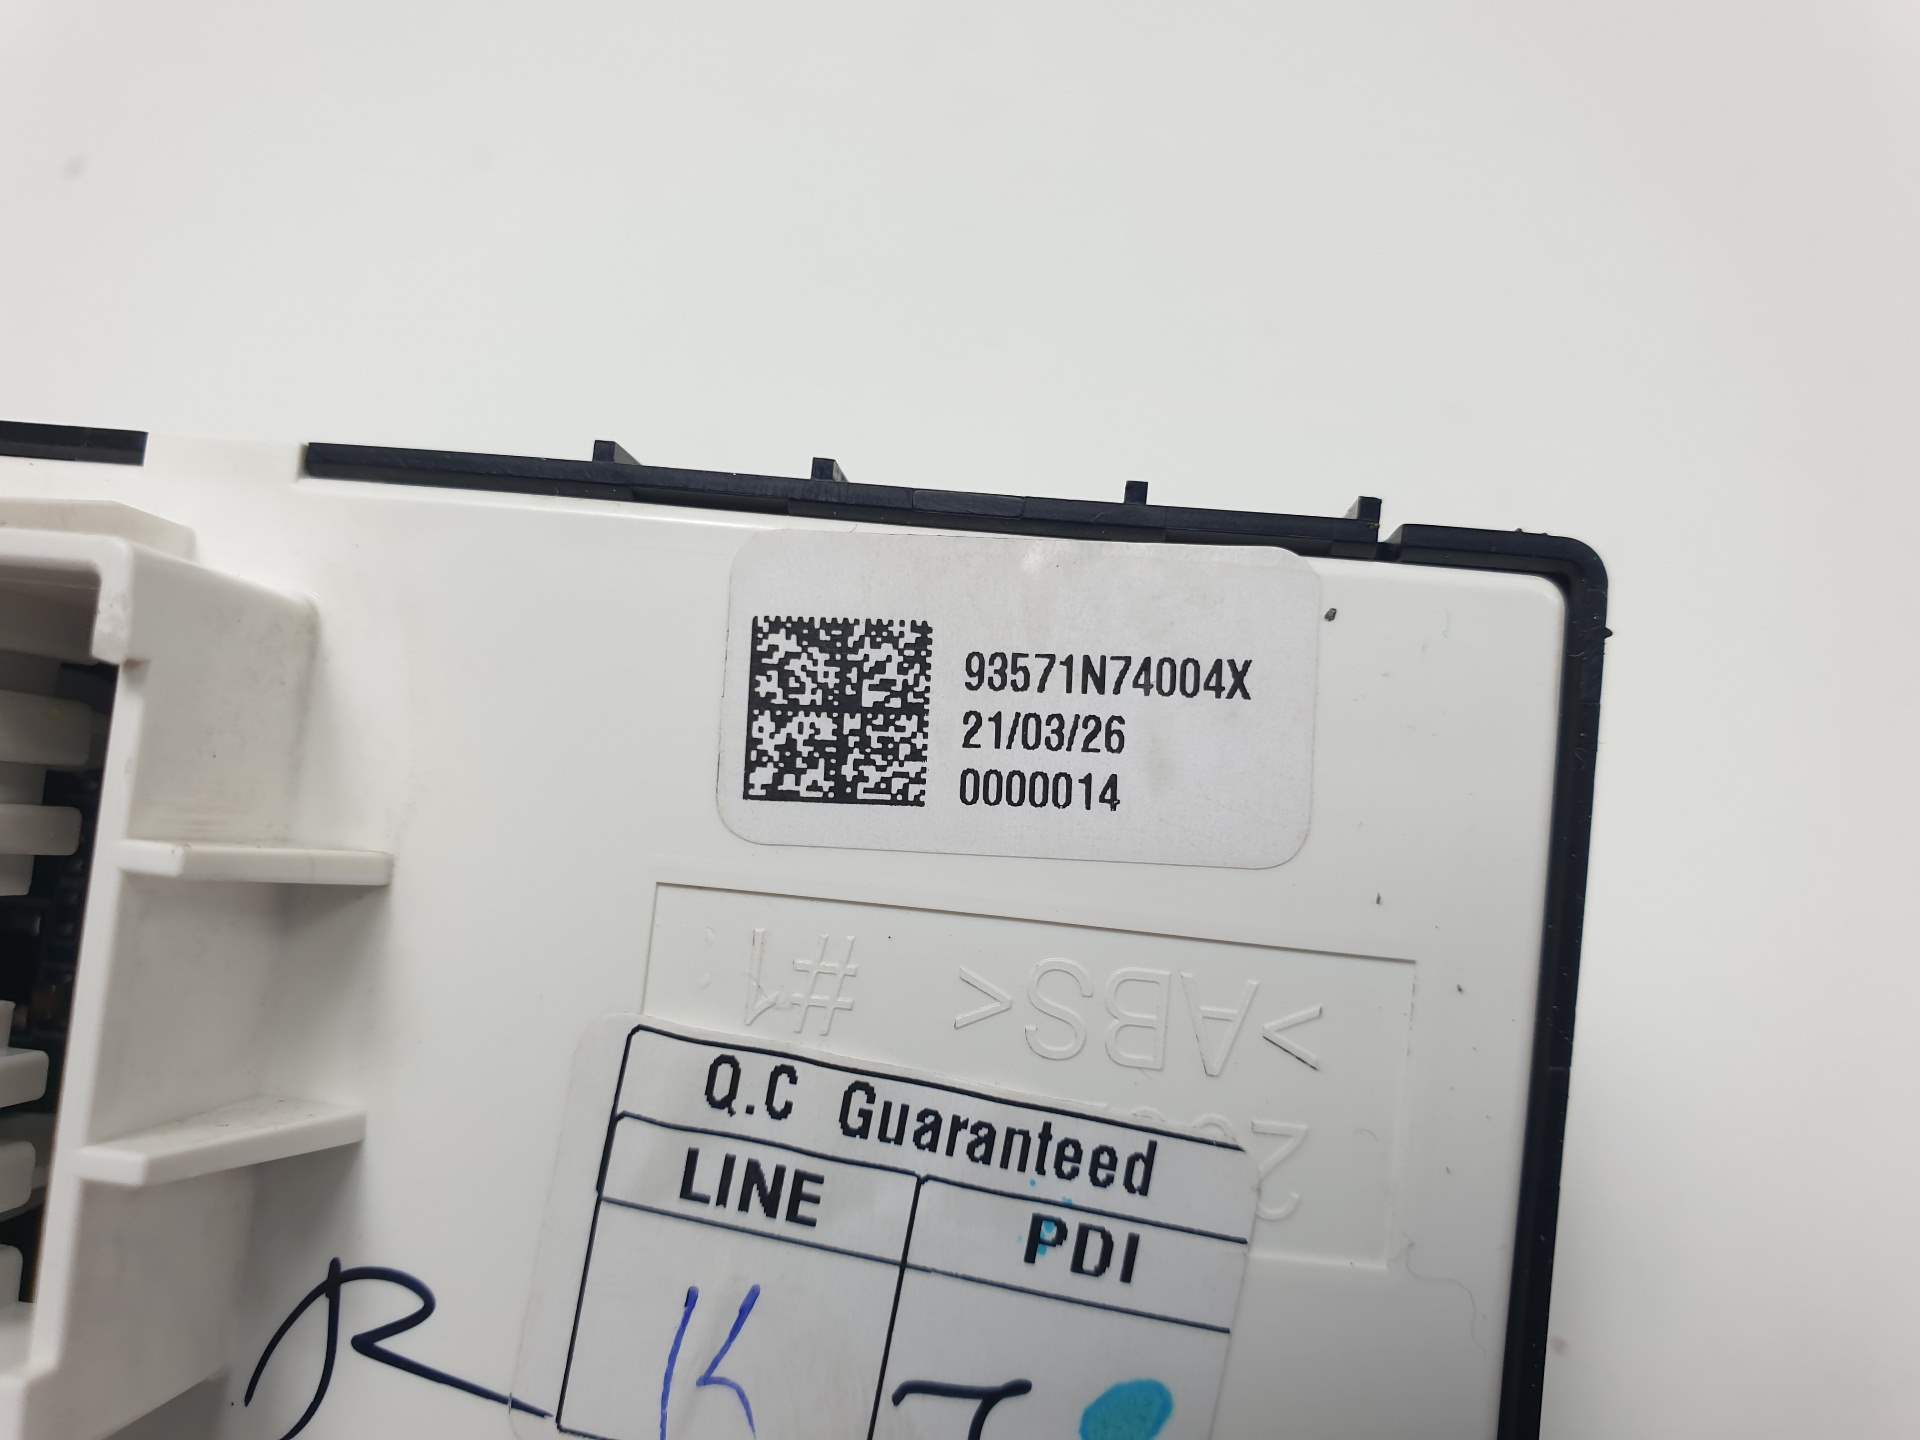 93571N74004X
21/03/26
0000014
>ABS< #1
Q.C Guaranteed
LINE PDI
R K